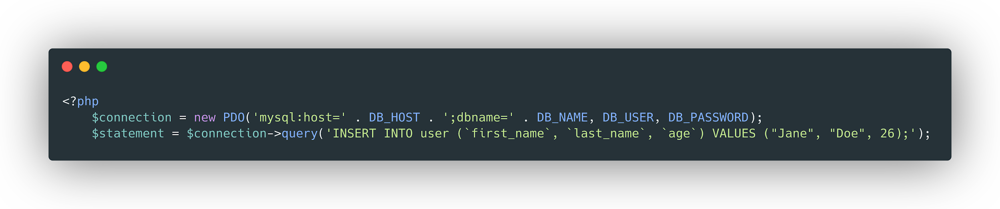 <?php
$connection = new PDO('mysql:host=' . DB_HOST . ';dbname=' . DB_NAME, DB_USER, DB_PASSWORD);
$statement = $connection->query('INSERT INTO user (`first_name`, `last_name`, `age`) VALUES ("Jane", "Doe", 26);');